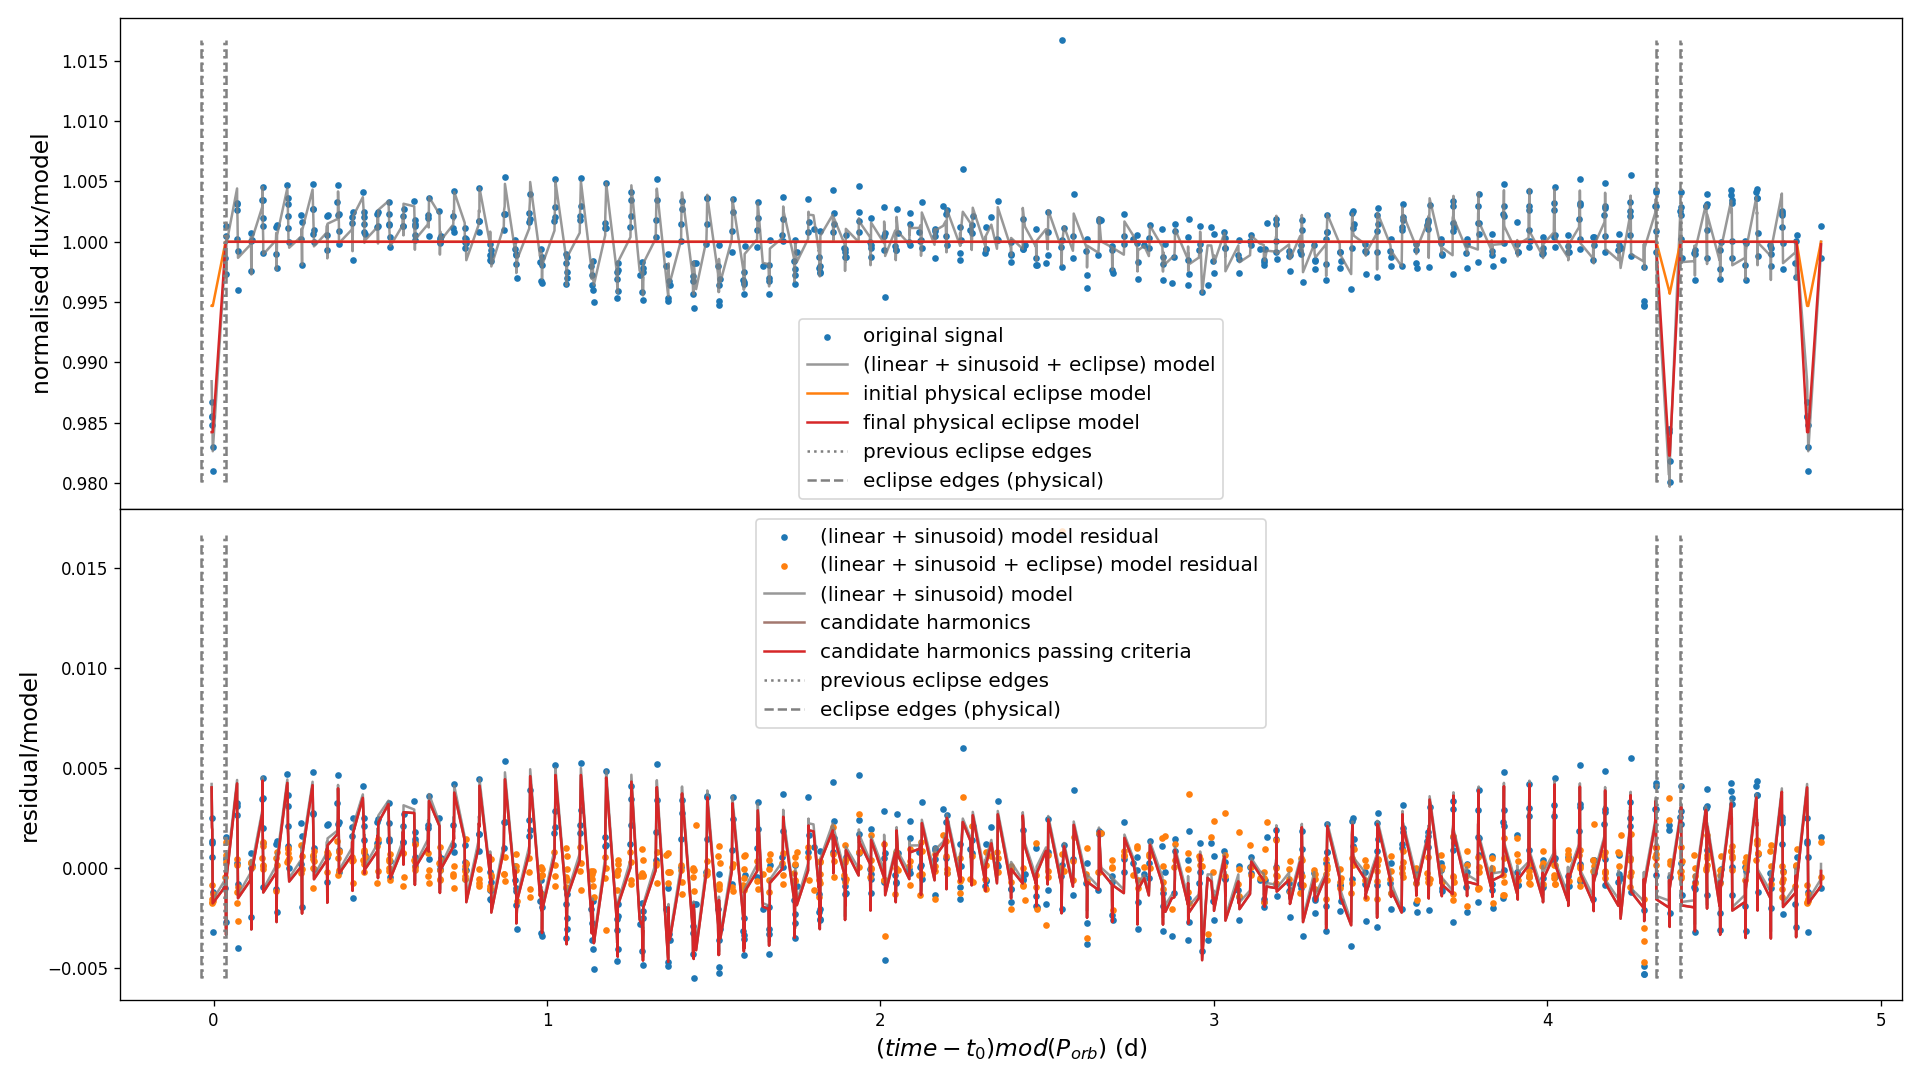 normalised flux/model
1.015
1.010
1.005
1.000
0.995
0.990
0.985
0.980
original signal
(linear + sinusoid + eclipse) model
initial physical eclipse model
final physical eclipse model
previous eclipse edges
eclipse edges (physical)
residual/model
0.015
0.010
0.005
0.000
−0.005
(linear + sinusoid) model residual
(linear + sinusoid + eclipse) model residual
(linear + sinusoid) model
candidate harmonics
candidate harmonics passing criteria
previous eclipse edges
eclipse edges (physical)
0 1 2 3 4 5
(time − t₀)mod(P_orb) (d)